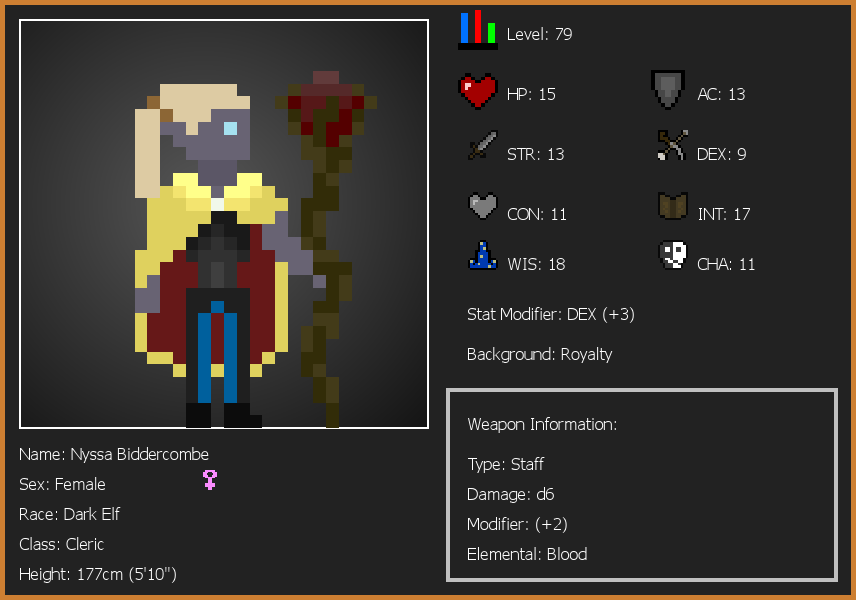 Level: 79
HP: 15
AC: 13
STR: 13
DEX: 9
CON: 11
INT: 17
WIS: 18
CHA: 11
Stat Modifier: DEX (+3)
Background: Royalty
Weapon Information:
Type: Staff
Damage: d6
Modifier: (+2)
Elemental: Blood
Name: Nyssa Biddercombe
Sex: Female
Race: Dark Elf
Class: Cleric
Height: 177cm (5'10")